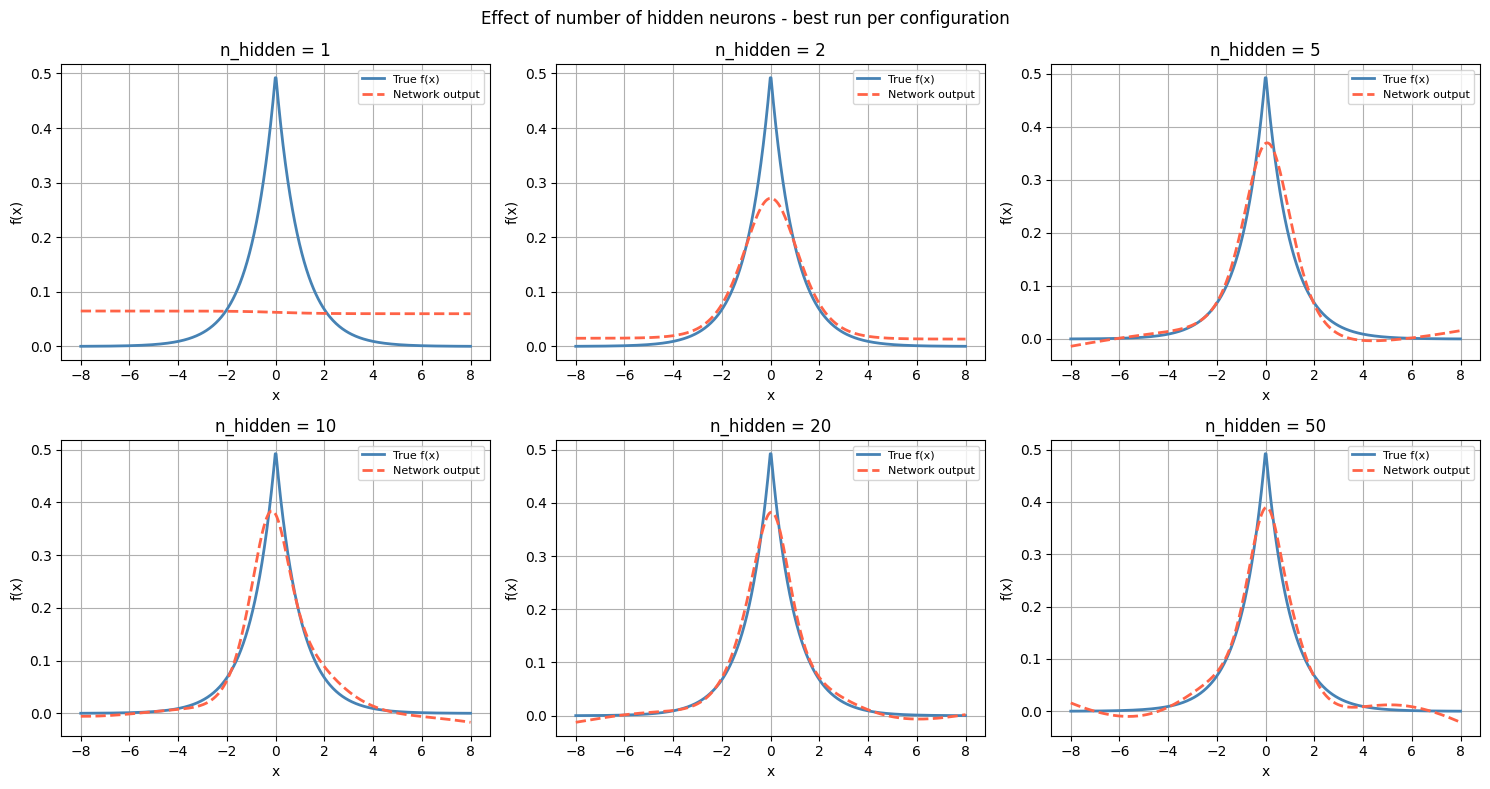 Effect of number of hidden neurons - best run per configuration
n_hidden = 1
True f(x)
Network output
0.5
0.4
0.3
0.2
0.1
0.0
f(x)
−8 −6 −4 −2 0 2 4 6 8
x
n_hidden = 2
True f(x)
Network output
0.5
0.4
0.3
0.2
0.1
0.0
f(x)
−8 −6 −4 −2 0 2 4 6 8
x
n_hidden = 5
True f(x)
Network output
0.5
0.4
0.3
0.2
0.1
0.0
f(x)
−8 −6 −4 −2 0 2 4 6 8
x
n_hidden = 10
True f(x)
Network output
0.5
0.4
0.3
0.2
0.1
0.0
f(x)
−8 −6 −4 −2 0 2 4 6 8
x
n_hidden = 20
True f(x)
Network output
0.5
0.4
0.3
0.2
0.1
0.0
f(x)
−8 −6 −4 −2 0 2 4 6 8
x
n_hidden = 50
True f(x)
Network output
0.5
0.4
0.3
0.2
0.1
0.0
f(x)
−8 −6 −4 −2 0 2 4 6 8
x